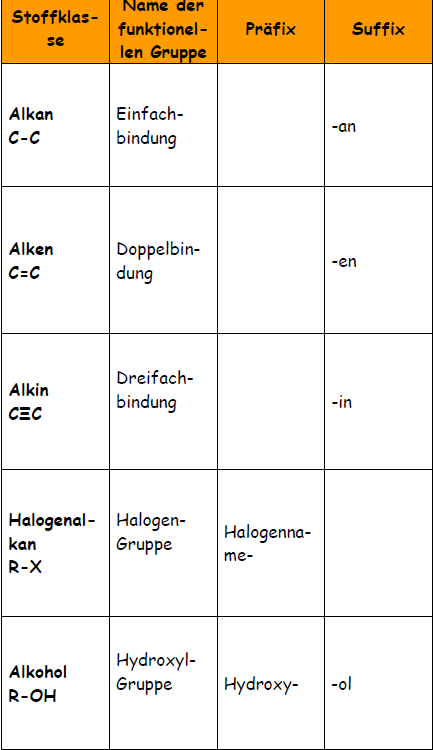 Stoffklas-
se
Name der
funktionel-
len Gruppe
Präfix
Suffix
Alkan
C-C
Einfach-
bindung
-an
Alken
C=C
Doppelbin-
dung
-en
Alkin
CΞC
Dreifach-
bindung
-in
Halogenal-
kan
R-X
Halogen-
Gruppe
Halogenna-
me-
Alkohol
R-OH
Hydroxyl-
Gruppe
Hydroxy-
-ol